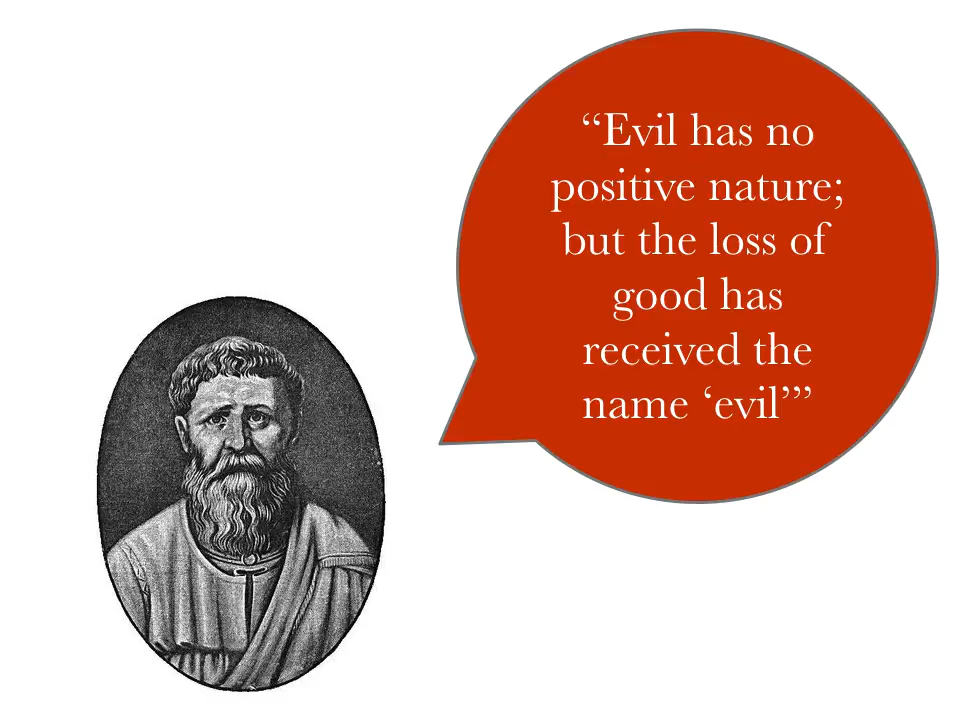 “Evil has no
positive nature;
but the loss of
good has
received the
name ‘evil’”